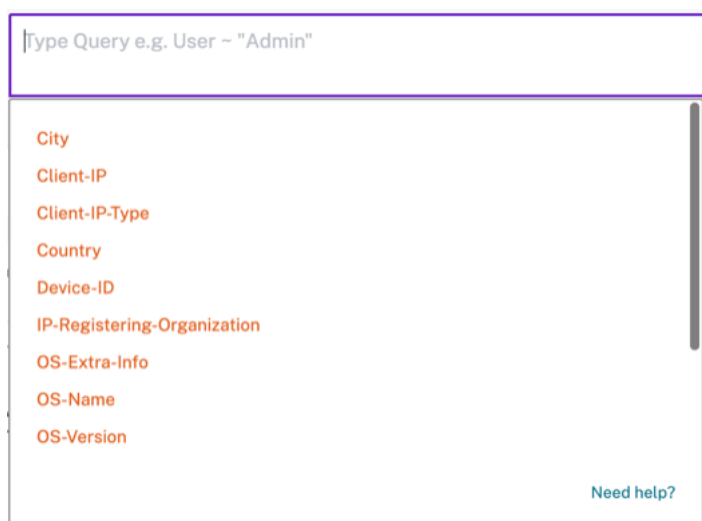 Type Query e.g. User ~ "Admin"
City
Client-IP
Client-IP-Type
Country
Device-ID
IP-Registering-Organization
OS-Extra-Info
OS-Name
OS-Version
Need help?